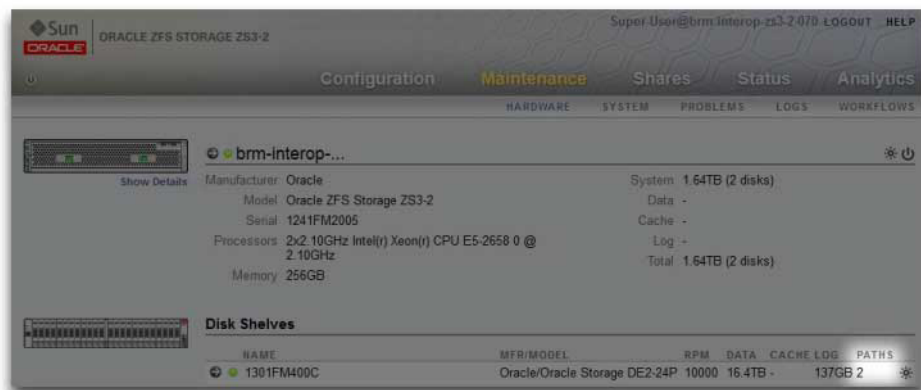 Sun
ORACLE
ORACLE ZFS STORAGE ZS3-2
Super-User@brm-interop-zs3-2-070 LOGOUT HELP
Configuration Maintenance Shares Status Analytics
HARDWARE SYSTEM PROBLEMS LOGS WORKFLOWS
brm-interop-...
Show Details
Manufacturer Oracle
Model Oracle ZFS Storage ZS3-2
Serial 1241FM2005
Processors 2x2.10GHz Intel(r) Xeon(r) CPU E5-2658 0 @
2.10GHz
Memory 256GB
System 1.64TB (2 disks)
Data -
Cache -
Log -
Total 1.64TB (2 disks)
Disk Shelves
NAME MFR/MODEL RPM DATA CACHE LOG PATHS
1301FM400C Oracle/Oracle Storage DE2-24P 10000 16.4TB - 137GB 2